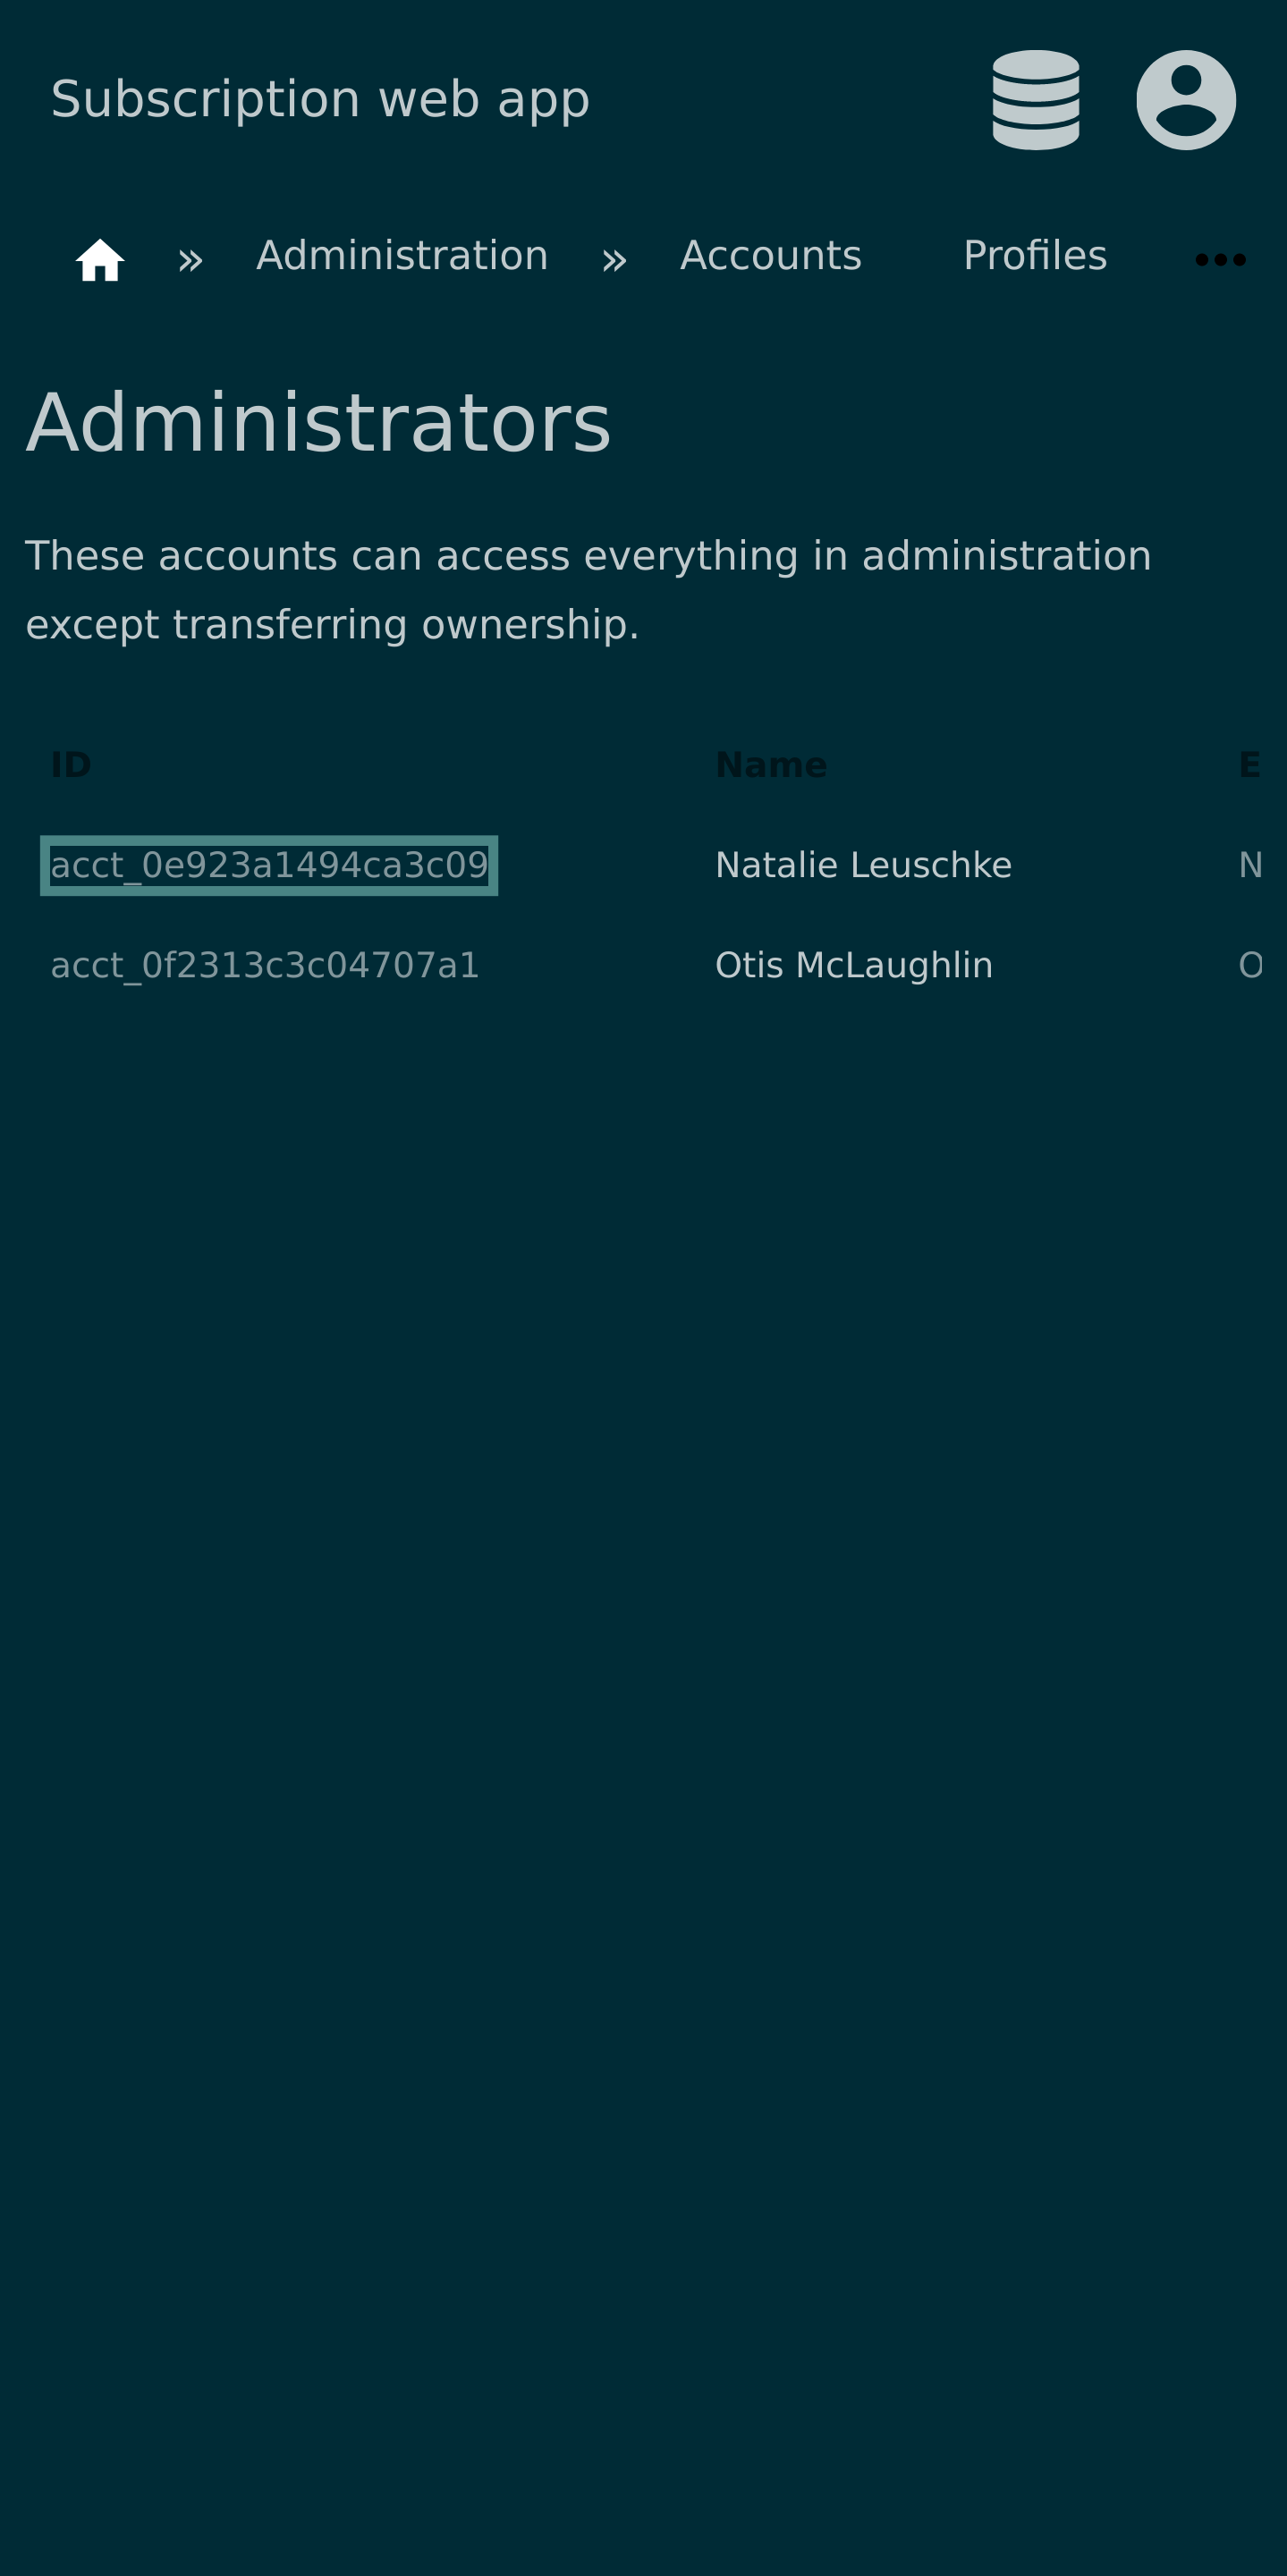 Subscription web app
» Administration » Accounts Profiles •••
Administrators
These accounts can access everything in administration
except transferring ownership.
ID Name E
acct_0e923a1494ca3c09 Natalie Leuschke N
acct_0f2313c3c04707a1 Otis McLaughlin O